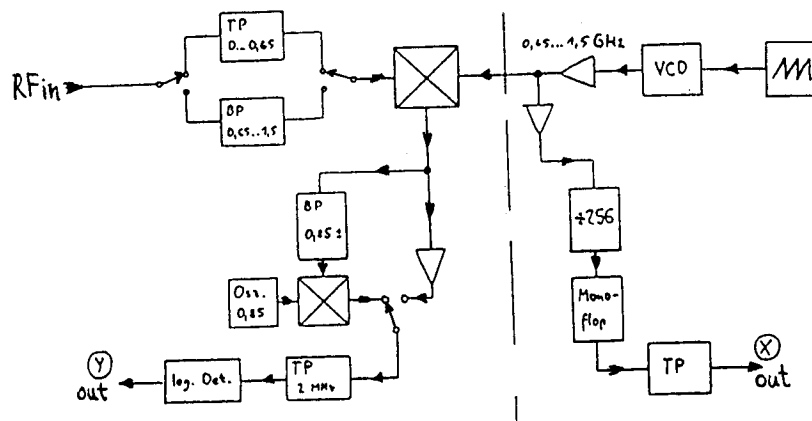 TP
0...0,65
RFin
BP
0,65...1,5
0,65...1,5 GHz
VCO
BP
0,85
÷256
Osz.
0,85
Mono-
flop
Y
out
log. Det.
TP
2 MHz
TP
X
out